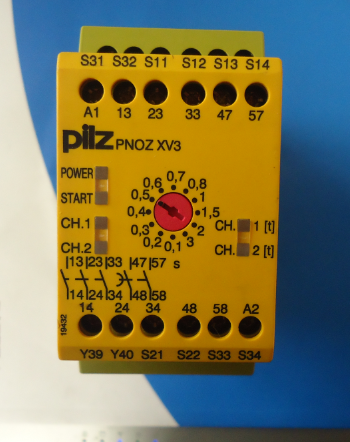 S31 S32 S11 S12 S13 S14
A1 13 23 33 47 57
pilz PNOZ XV3
POWER
START
CH.1
CH.2
0,7
0,6 0,8
0,5 1
0,4 1,5
0,3 2
0,2 0,1 3
s
CH. 1 [t]
CH. 2 [t]
13 23 33 47 57
14 24 34 48 58
19432
14 24 34 48 58 A2
Y39 Y40 S21 S22 S33 S34